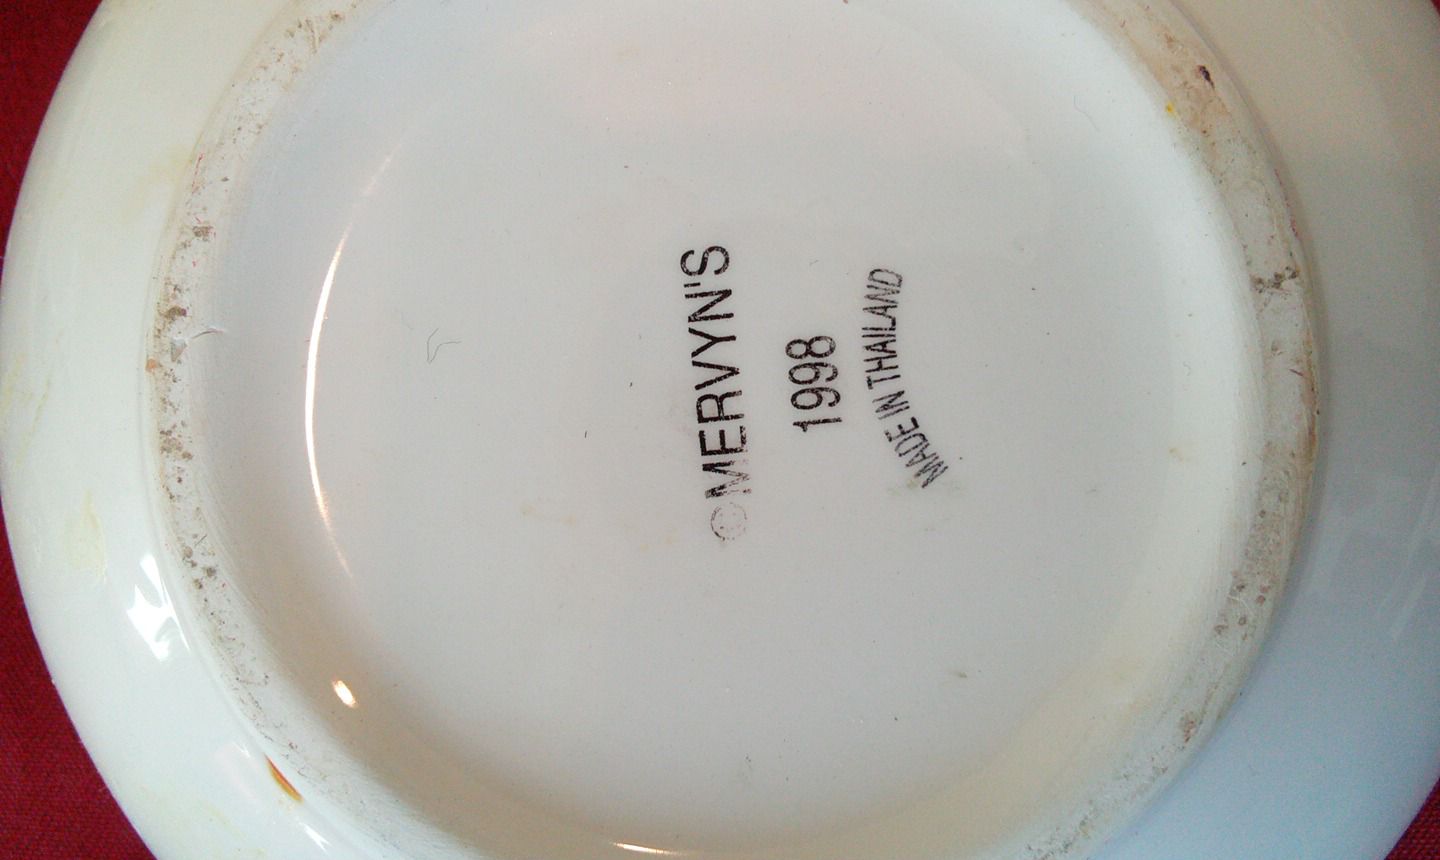 ©MERVYN'S
1998
MADE IN THAILAND